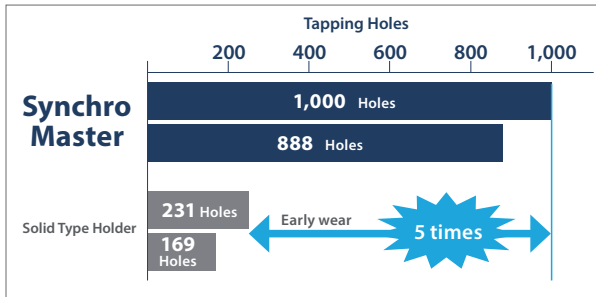 Tapping Holes
200 400 600 800 1,000
Synchro
Master
1,000 Holes
888 Holes
Solid Type Holder
231 Holes
169
Holes
Early wear
5 times